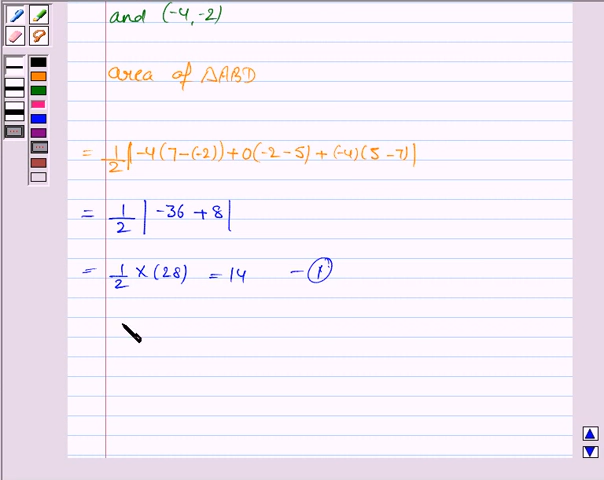 and (-4,-2)
area of ΔABD
= 1/2 |-4(7-(-2))+0(-2-5)+(-4)(5-7)|
= 1/2 |-36 +8|
= 1/2 × (28) = 14 - ①